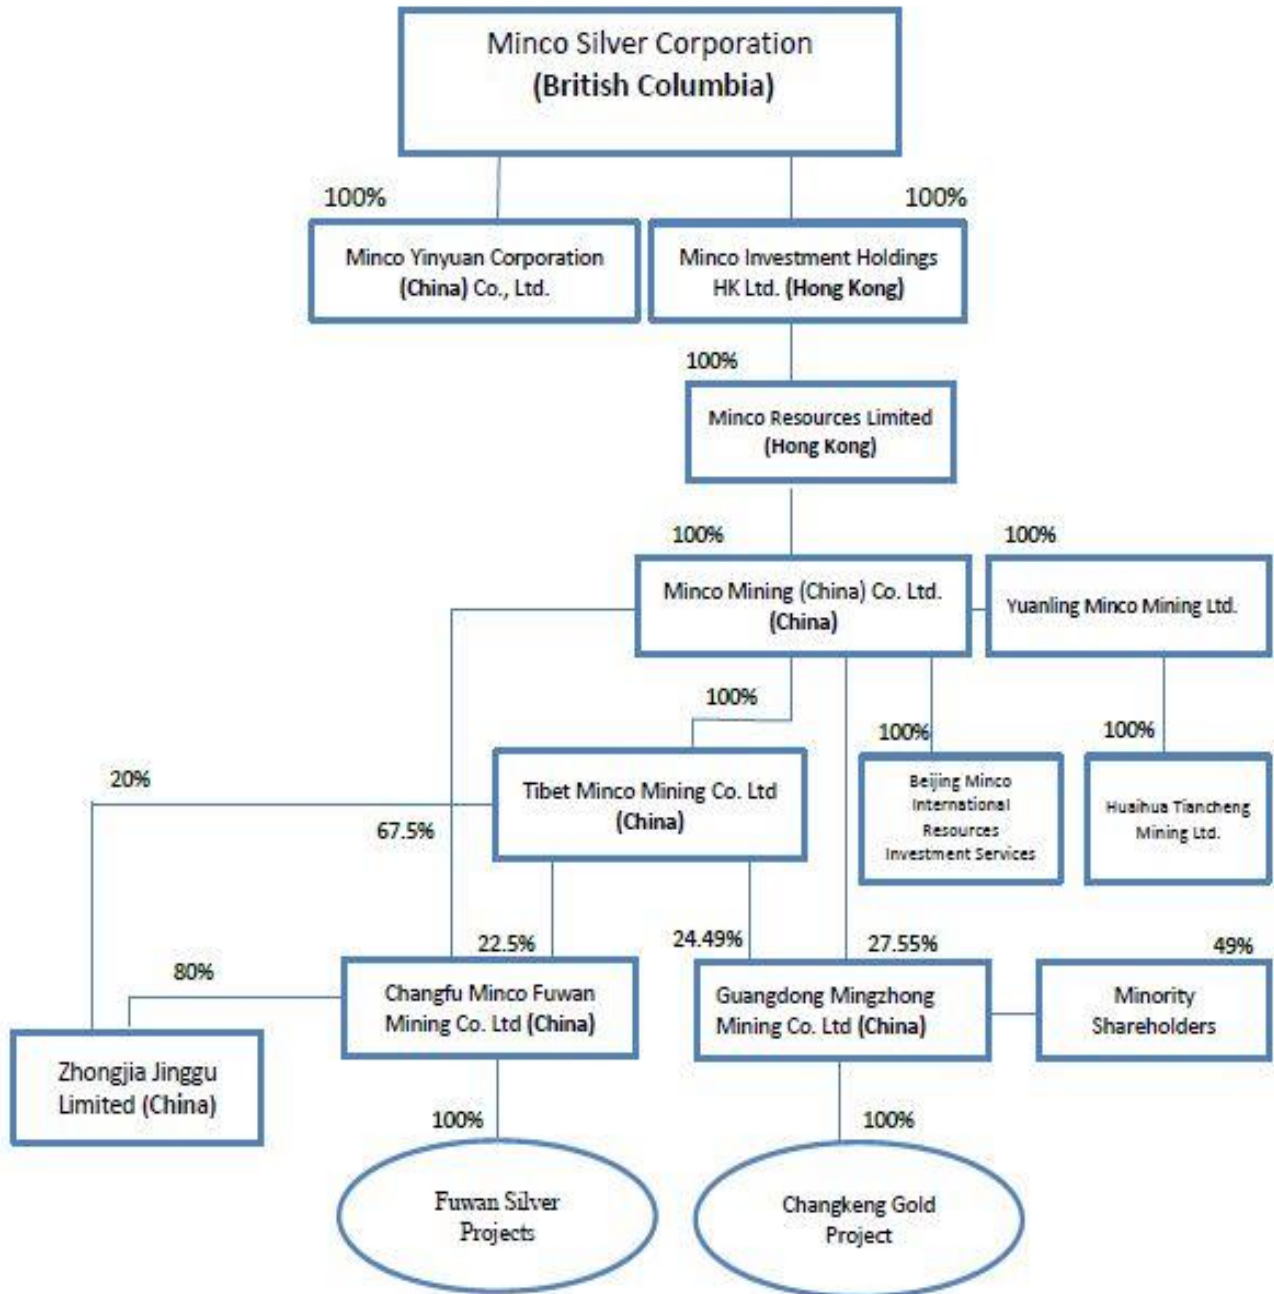 Minco Silver Corporation
(British Columbia)
100%
100%
Minco Yinyuan Corporation
(China) Co., Ltd.
Minco Investment Holdings
HK Ltd. (Hong Kong)
100%
Minco Resources Limited
(Hong Kong)
100%
100%
Minco Mining (China) Co. Ltd.
(China)
Yuanling Minco Mining Ltd.
100%
100%
100%
20%
Tibet Minco Mining Co. Ltd
(China)
Beijing Minco
International
Resources
Investment Services
Huaihua Tiancheng
Mining Ltd.
67.5%
22.5%
24.49%
27.55%
49%
80%
Changfu Minco Fuwan
Mining Co. Ltd (China)
Guangdong Mingzhong
Mining Co. Ltd (China)
Minority
Shareholders
Zhongjia Jinggu
Limited (China)
100%
100%
Fuwan Silver
Projects
Changkeng Gold
Project